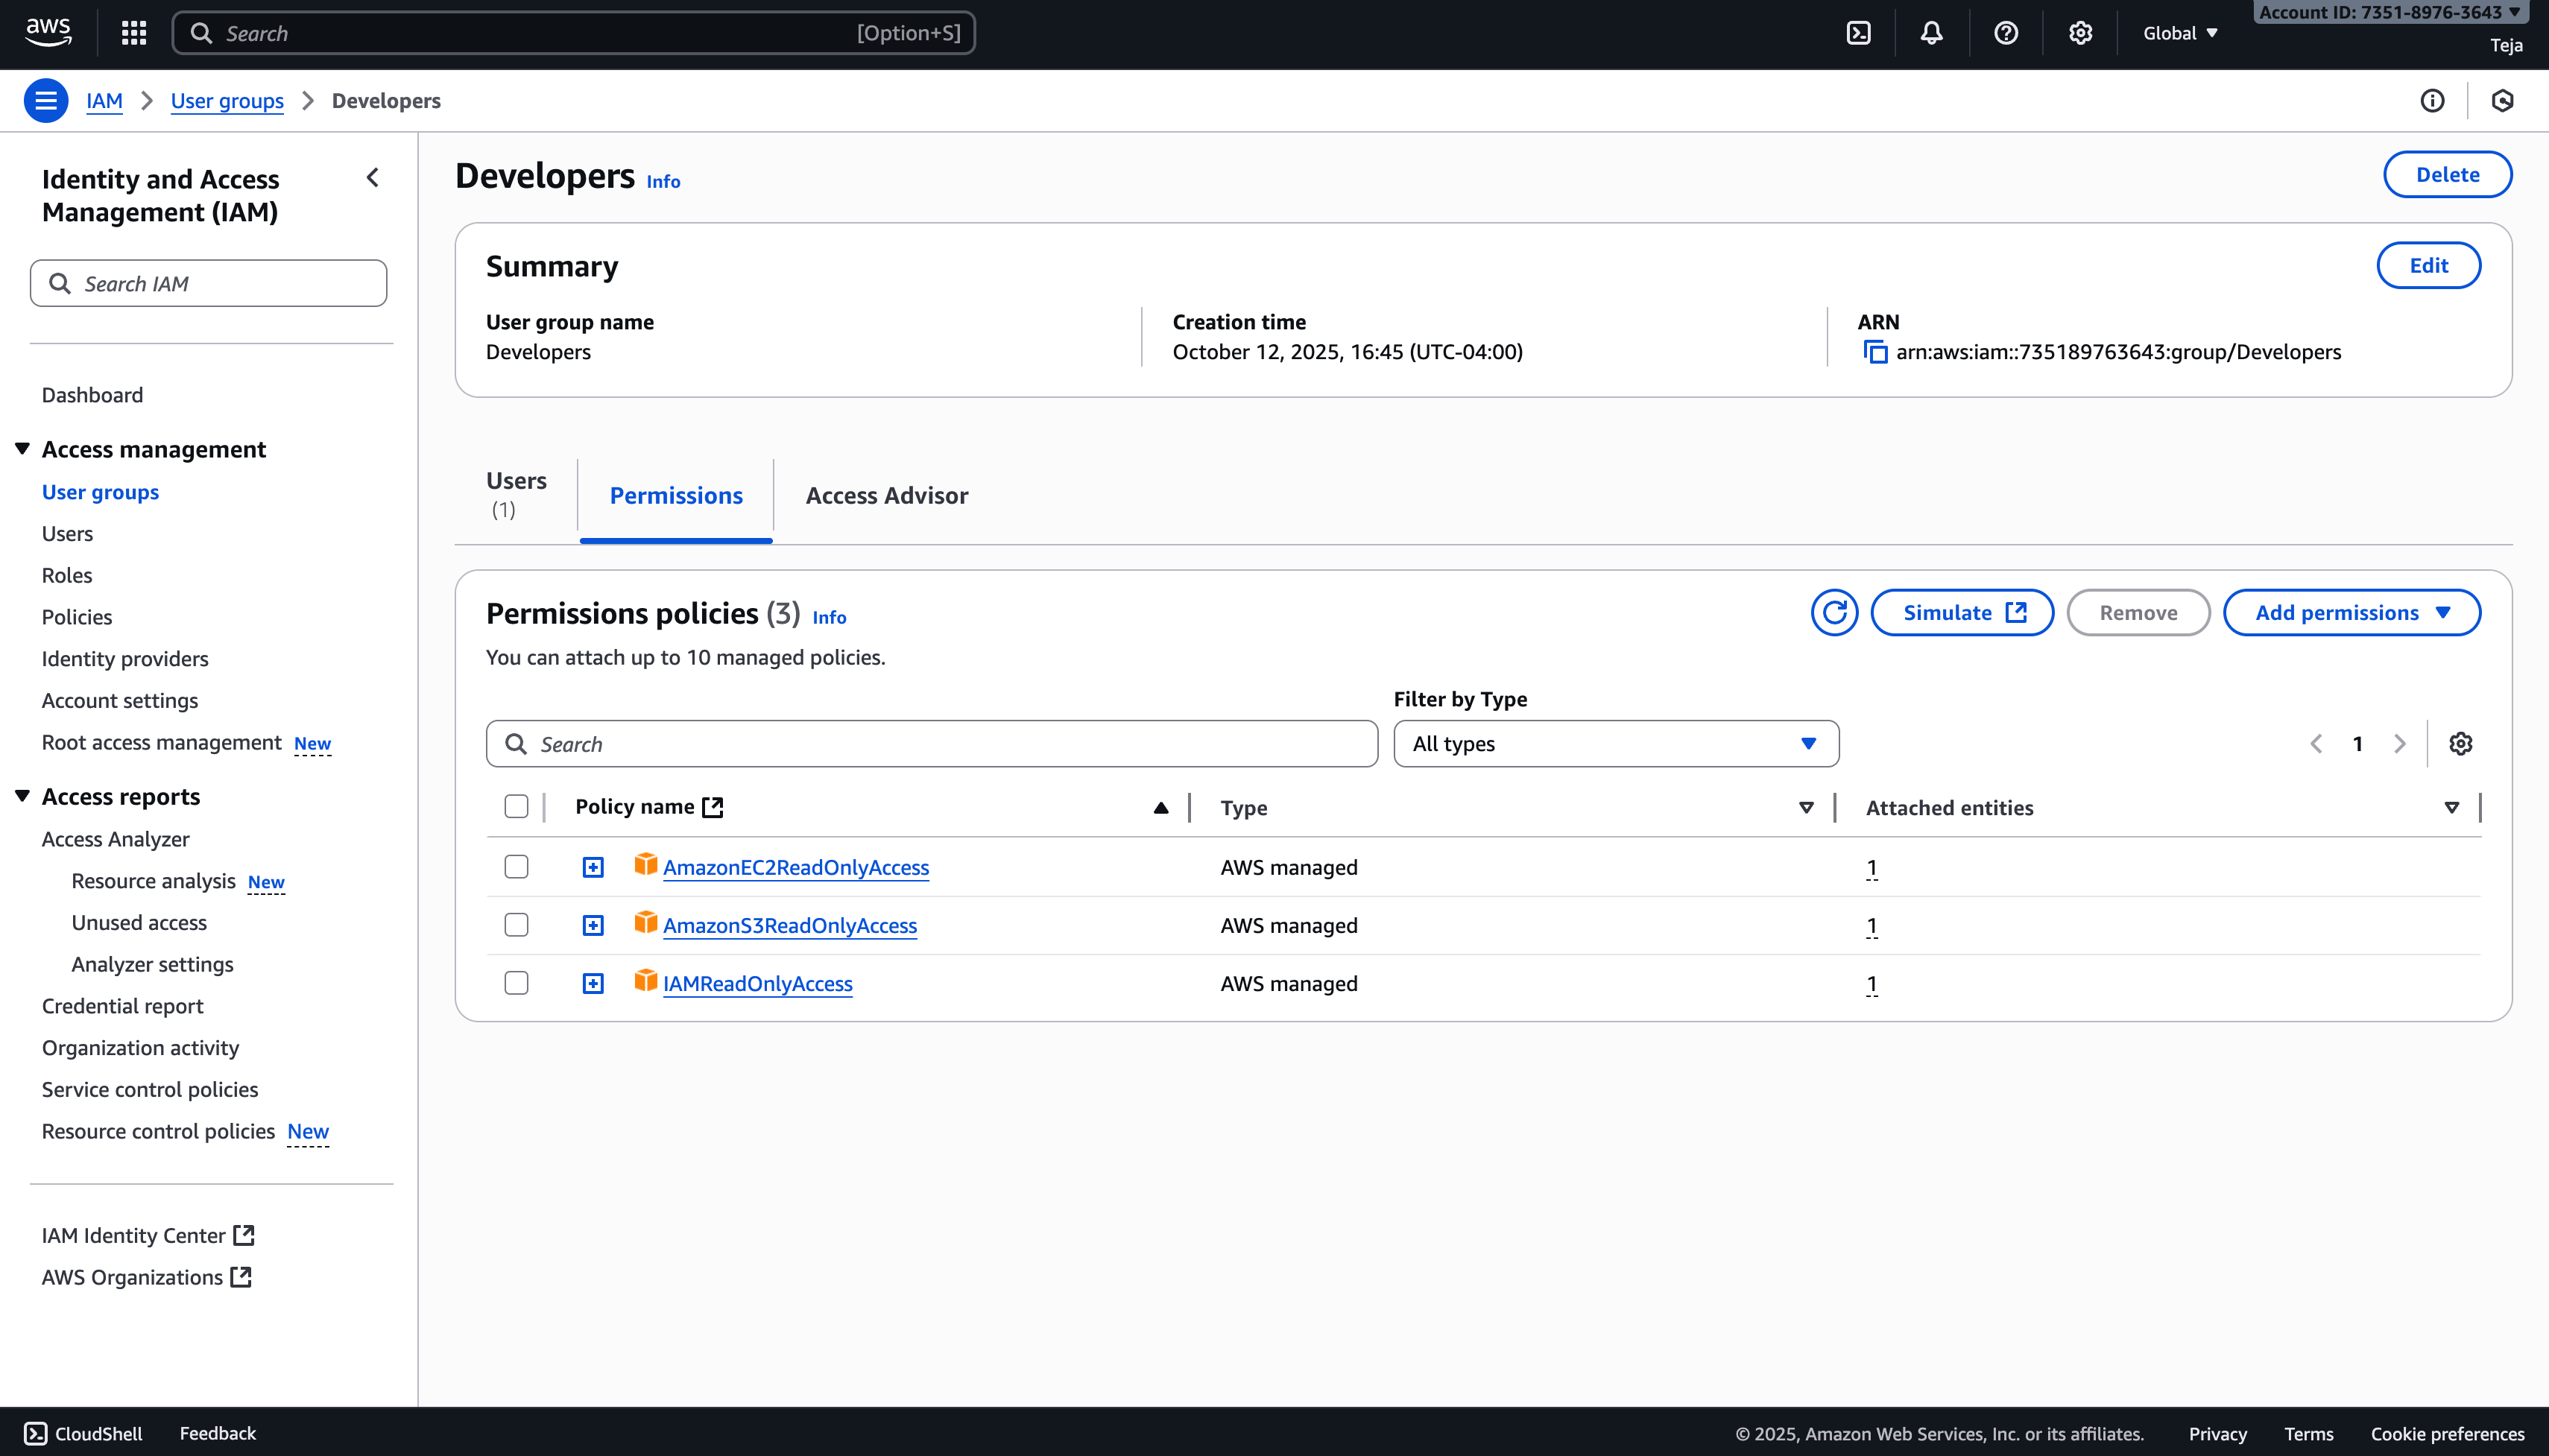 aws
Search
[Option+S]
Global
Account ID: 7351-8976-3643
Teja
IAM
User groups
Developers
Identity and Access
Management (IAM)
Search IAM
Dashboard
Access management
User groups
Users
Roles
Policies
Identity providers
Account settings
Root access management New
Access reports
Access Analyzer
Resource analysis New
Unused access
Analyzer settings
Credential report
Organization activity
Service control policies
Resource control policies New
IAM Identity Center
AWS Organizations
Developers Info
Delete
Summary
Edit
User group name
Developers
Creation time
October 12, 2025, 16:45 (UTC-04:00)
ARN
arn:aws:iam::735189763643:group/Developers
Users
(1)
Permissions
Access Advisor
Permissions policies (3) Info
Simulate
Remove
Add permissions
You can attach up to 10 managed policies.
Filter by Type
Search
All types
1
Policy name
Type
Attached entities
AmazonEC2ReadOnlyAccess
AWS managed
1
AmazonS3ReadOnlyAccess
AWS managed
1
IAMReadOnlyAccess
AWS managed
1
CloudShell
Feedback
© 2025, Amazon Web Services, Inc. or its affiliates.
Privacy
Terms
Cookie preferences